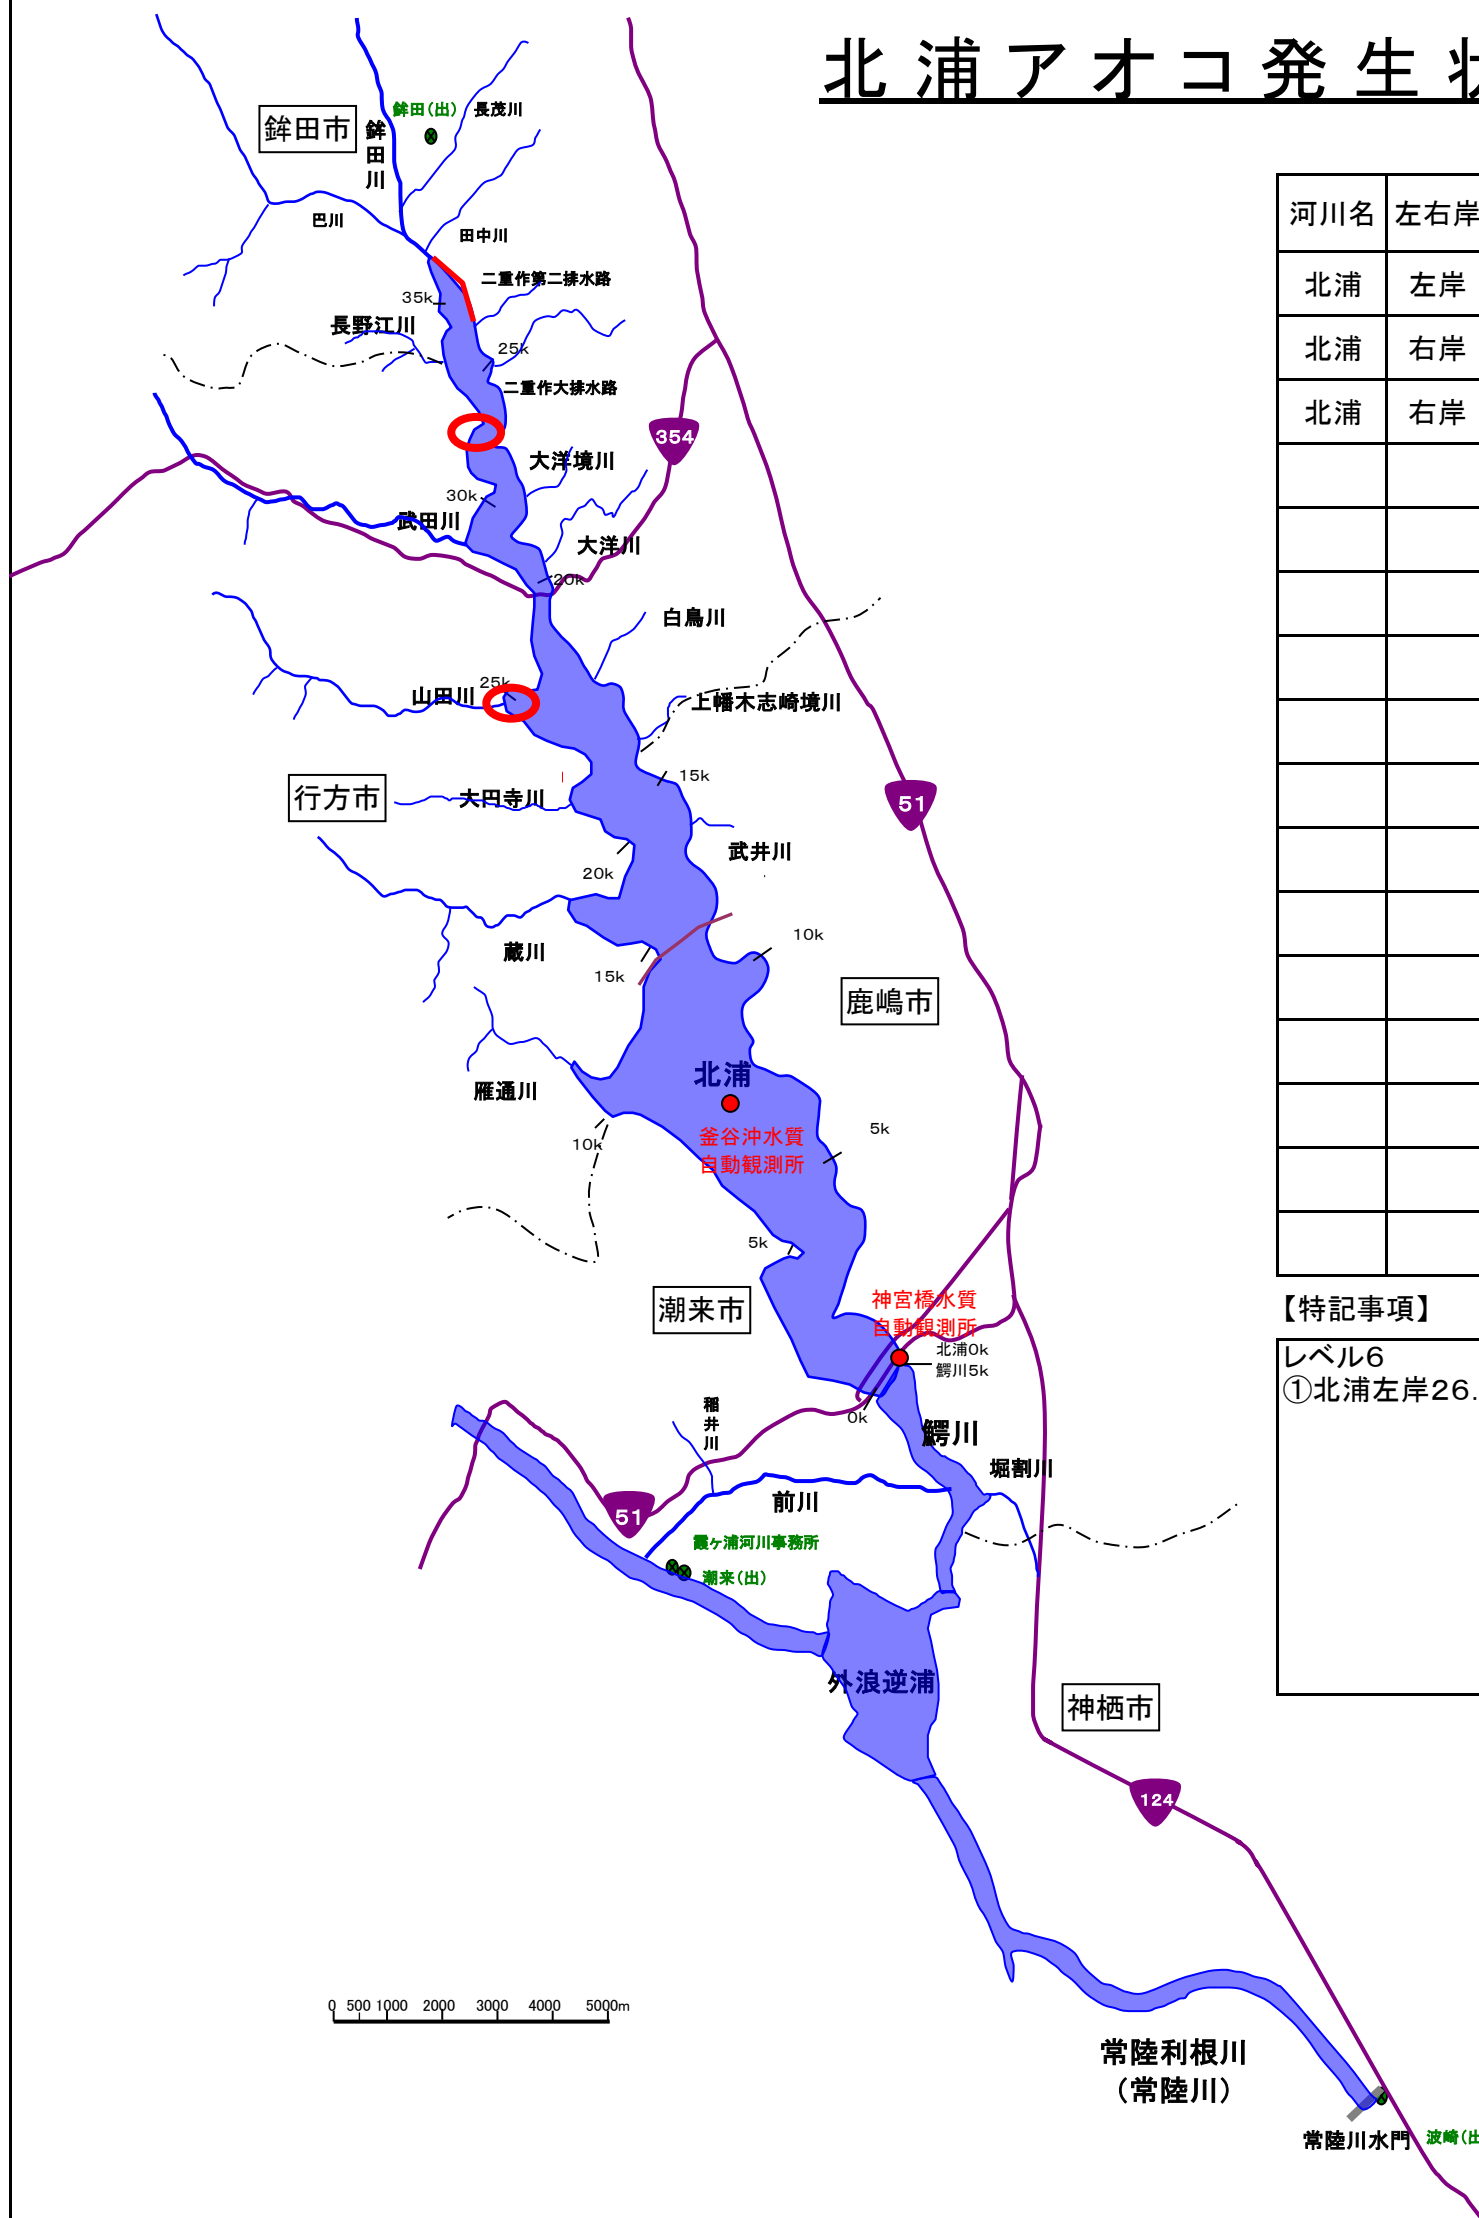 北浦アオコ発生
鉾田(出)
長茂川
鉾田市
鉾田川
巴川
田中川
二重作第二排水路
35k
長野江川
25k
二重作大排水路
354
大洋境川
30k
武田川
大洋川
20k
白鳥川
25k
山田川
上幡木志崎境川
15k
行方市
大円寺川
51
武井川
20k
10k
蔵川
15k
鹿嶋市
北浦
雁通川
釜谷沖水質
自動観測所
5k
10k
5k
潮来市
神宮橋水質
自動観測所
北浦0k
鰐川5k
0k
稲井川
鰐川
堀割川
前川
51
霞ヶ浦河川事務所
潮来(出)
外浪逆浦
神栖市
124
0 500 1000 2000 3000 4000 5000m
常陸利根川
(常陸川)
常陸川水門
波崎(出
河川名 左右岸
北浦 左岸
北浦 右岸
北浦 右岸
【特記事項】
レベル6
①北浦左岸26.